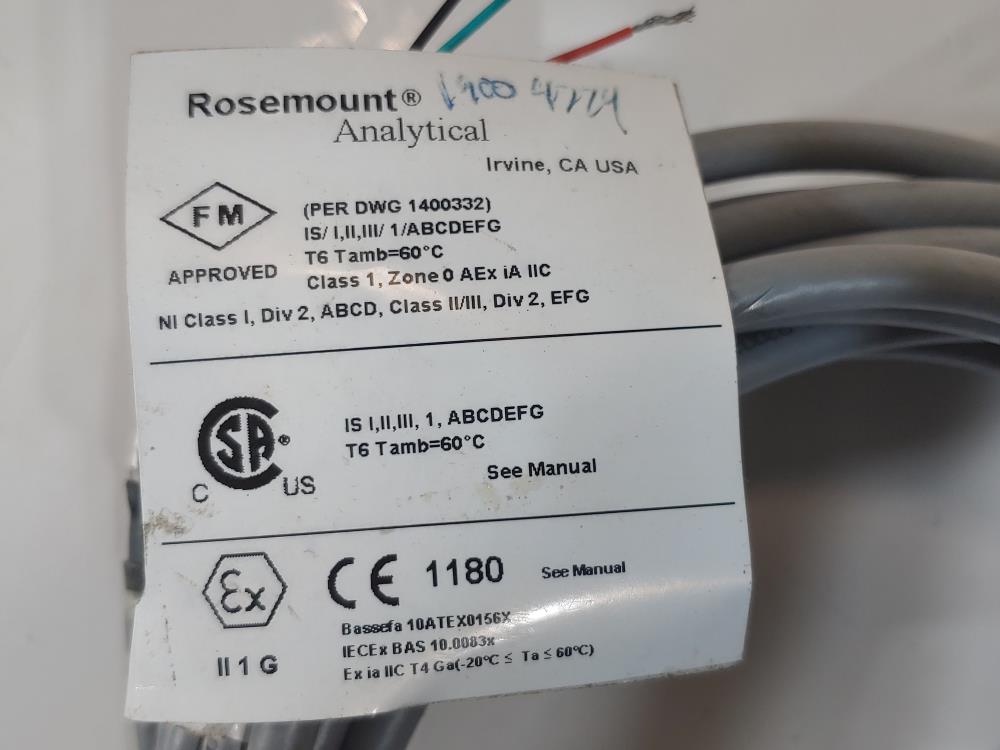 Rosemount®
Analytical
Irvine, CA USA
FM
APPROVED
(PER DWG 1400332)
IS/ I,II,III/ 1/ABCDEFG
T6 Tamb=60°C
Class 1, Zone 0 AEx iA IIC
NI Class I, Div 2, ABCD, Class II/III, Div 2, EFG
CSA®
C US
IS I,II,III, 1, ABCDEFG
T6 Tamb=60°C
See Manual
Ex
II 1 G
CE 1180 See Manual
Bassefa 10ATEX0156X
IECEx BAS 10.0083x
Ex ia IIC T4 Ga(-20°C ≤ Ta ≤ 60°C)